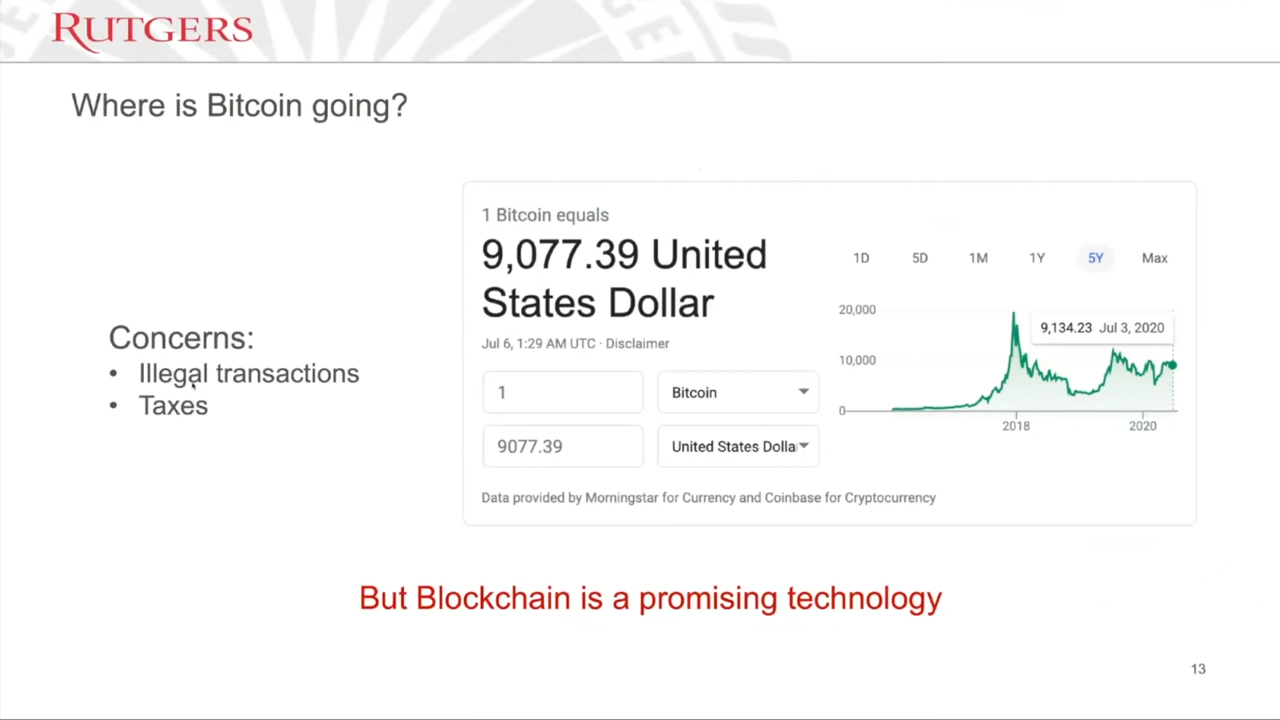 RUTGERS
Where is Bitcoin going?
Concerns:
• Illegal transactions
• Taxes
1 Bitcoin equals
9,077.39 United
States Dollar
Jul 6, 1:29 AM UTC · Disclaimer
1
Bitcoin
9077.39
United States Dolla
1D 5D 1M 1Y 5Y Max
20,000
9,134.23 Jul 3, 2020
10,000
0
2018 2020
Data provided by Morningstar for Currency and Coinbase for Cryptocurrency
But Blockchain is a promising technology
13